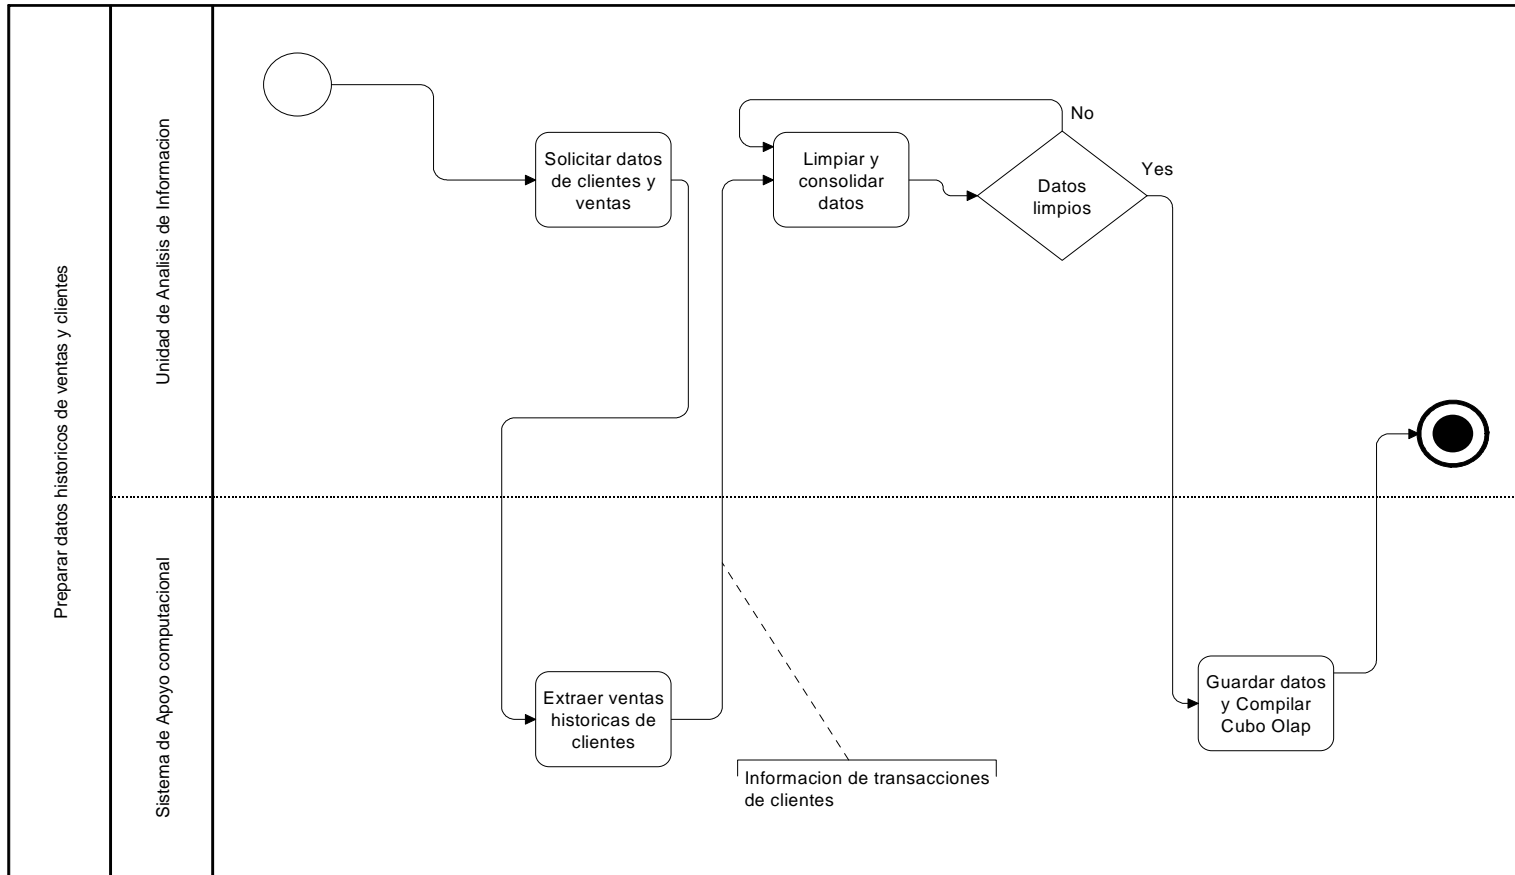 Preparar datos historicos de ventas y clientes
Unidad de Analisis de Informacion
Solicitar datos
de clientes y
ventas
Limpiar y
consolidar
datos
No
Datos
limpios
Yes
Sistema de Apoyo computacional
Extraer ventas
historicas de
clientes
Informacion de transacciones
de clientes
Guardar datos
y Compilar
Cubo Olap